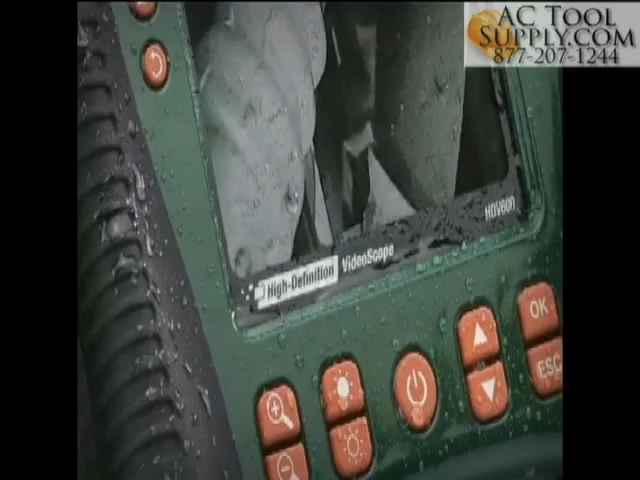 AC TOOL
SUPPLY.COM
877-207-1244
HDV600
High-Definition VideoScope
OK
ESC